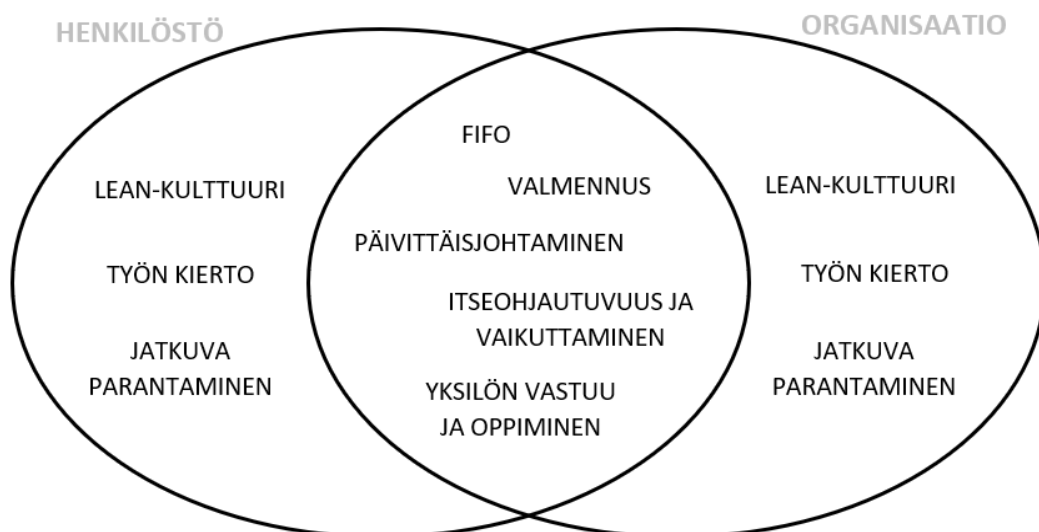 HENKILÖSTÖ
ORGANISAATIO
LEAN-KULTTUURI
TYÖN KIERTO
JATKUVA
PARANTAMINEN
FIFO
VALMENNUS
PÄIVITTÄISJOHTAMINEN
ITSEOHJAUTUVUUS JA
VAIKUTTAMINEN
YKSILÖN VASTUU
JA OPPIMINEN
LEAN-KULTTUURI
TYÖN KIERTO
JATKUVA
PARANTAMINEN